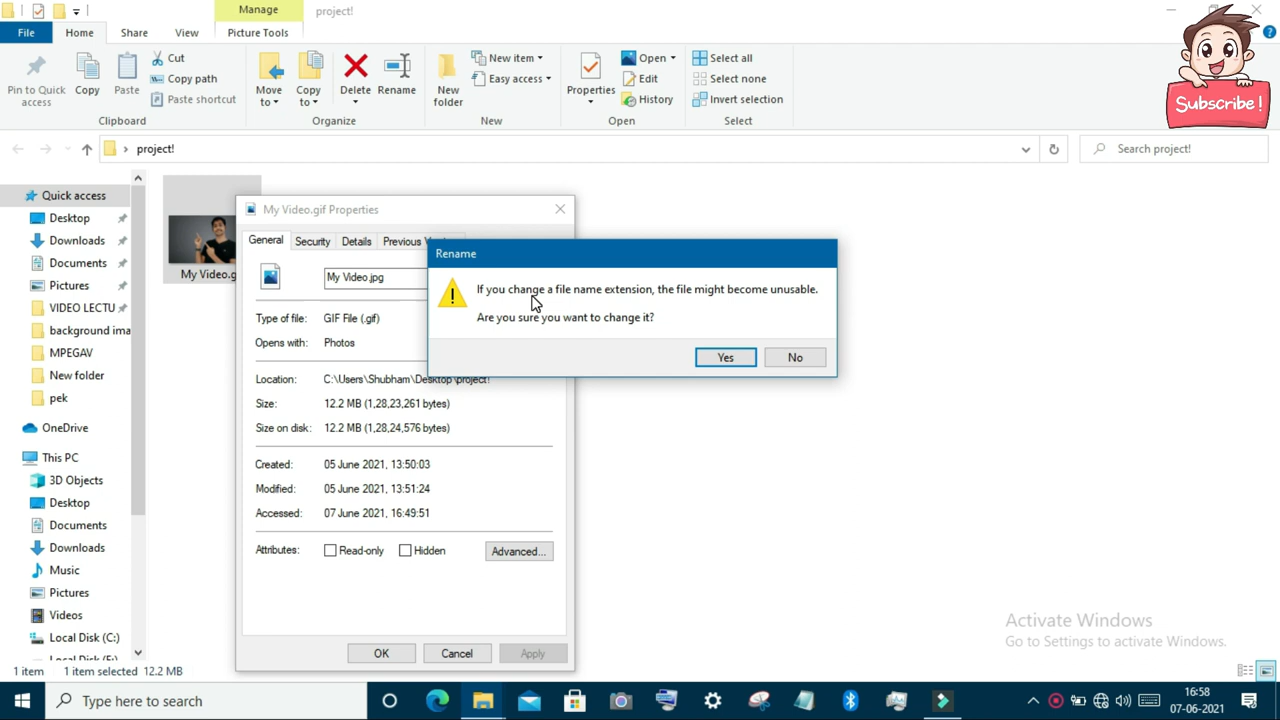 Manage
project!
File
Home
Share
View
Picture Tools
Pin to Quick access
Copy
Paste
Cut
Copy path
Paste shortcut
Clipboard
Move to
Copy to
Delete
Rename
Organize
New folder
New item
Easy access
New
Properties
Open
Edit
History
Open
Select all
Select none
Invert selection
Select
Subscribe !
project!
Search project!
Quick access
Desktop
Downloads
Documents
Pictures
VIDEO LECTU
background ima
MPEGAV
New folder
pek
OneDrive
This PC
3D Objects
Desktop
Documents
Downloads
Music
Pictures
Videos
Local Disk (C:)
My Video.g
My Video.gif Properties
General
Security
Details
Previous
My Video.jpg
Type of file: GIF File (.gif)
Opens with: Photos
Location: C:\Users\Shubham\Desktop\project!
Size: 12.2 MB (1,28,23,261 bytes)
Size on disk: 12.2 MB (1,28,24,576 bytes)
Created: 05 June 2021, 13:50:03
Modified: 05 June 2021, 13:51:24
Accessed: 07 June 2021, 16:49:51
Attributes: Read-only Hidden Advanced...
OK Cancel Apply
Rename
If you change a file name extension, the file might become unusable.
Are you sure you want to change it?
Yes No
Activate Windows
Go to Settings to activate Windows.
1 item 1 item selected 12.2 MB
Type here to search
16:58
07-06-2021